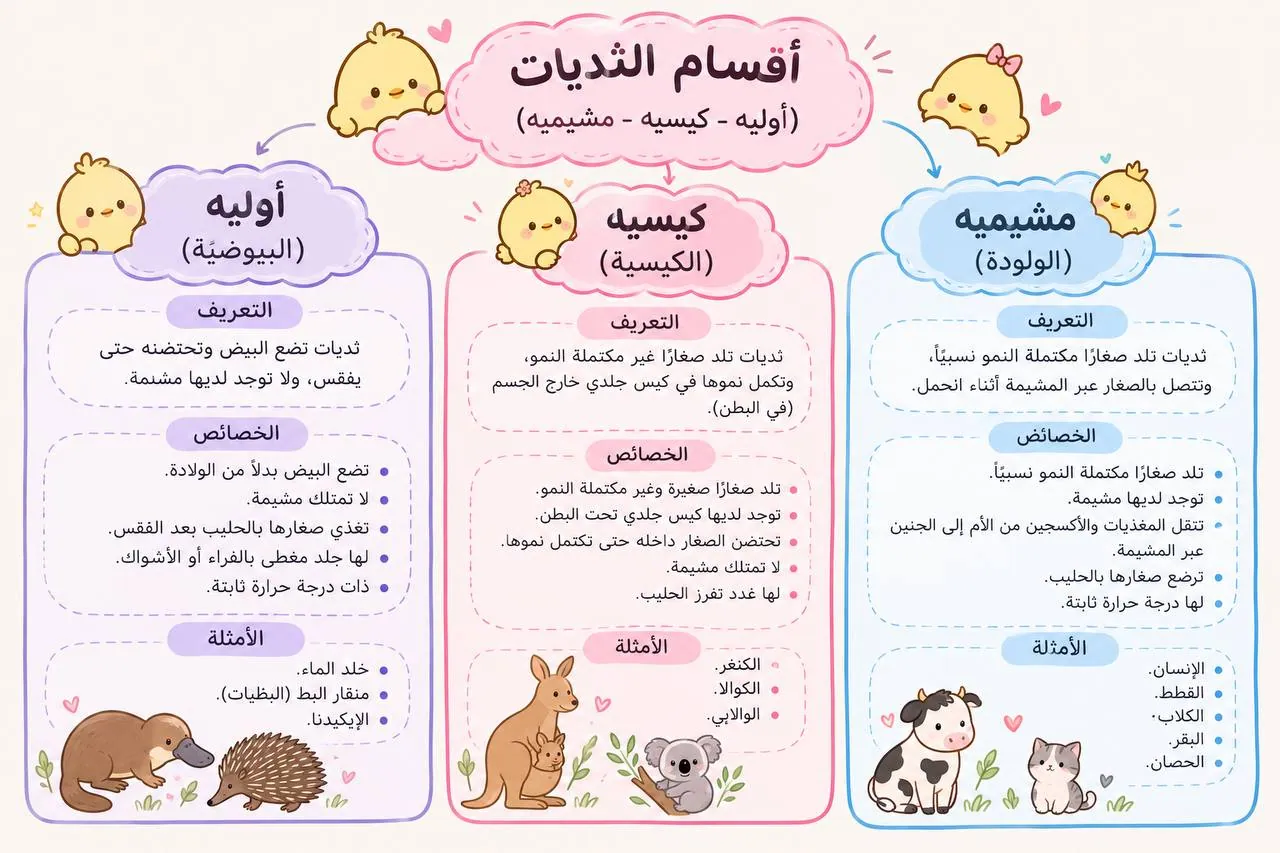 أقسام الثديات
(أوليه - كيسيه - مشيميه)
مشيميه
(الولودة)
التعريف
ثديات تلد صغارًا مكتملة النمو نسبيًا،
وتتصل بالصغار عبر المشيمة أثناء انحمل.
الخصائض
تلد صغارًا مكتملة النمو نسبيًا.
توجد لديها مشيمة.
تتقل المغذيات والأكسجين من الأم إلى الجنين
عبر المشيمة.
ترضع صغارها بالحليب.
لها درجة حرارة ثابتة.
الأمثلة
الإنسان.
القطط.
الكلاب.
البقر.
الحصان.
كيسيه
(الكيسية)
التعريف
ثديات تلد صغارًا غير مكتملة النمو،
وتكمل نموها في كيس جلدي خارج الجسم
(في البطن).
الخصائص
تلد صغارًا صغيرة وغير مكتملة النمو.
توجد لديها كيس جلدي تحت البطن.
تحتضن الصغار داخله حتى تكتمل نموها.
لا تمتلك مشيمة.
لها غدد تفرز الحليب.
الأمثلة
الكنغر.
الكوالا.
الوالابي.
أوليه
(البيوضيَة)
التعريف
ثديات تضع البيض وتحتضنه حتى
يفقس، ولا توجد لديها مشىمة.
الخصائص
تضع البيض بدلاً من الولادة.
لا تمتلك مشيمة.
تغذي صغارها بالحليب بعد الفقس.
لها جلد مغطى بالفراء أو الأشواك.
ذات درجة حرارة ثابتة.
الأمثلة
خلد الماء.
منقار البط (البظيات).
الإيكيدنا.